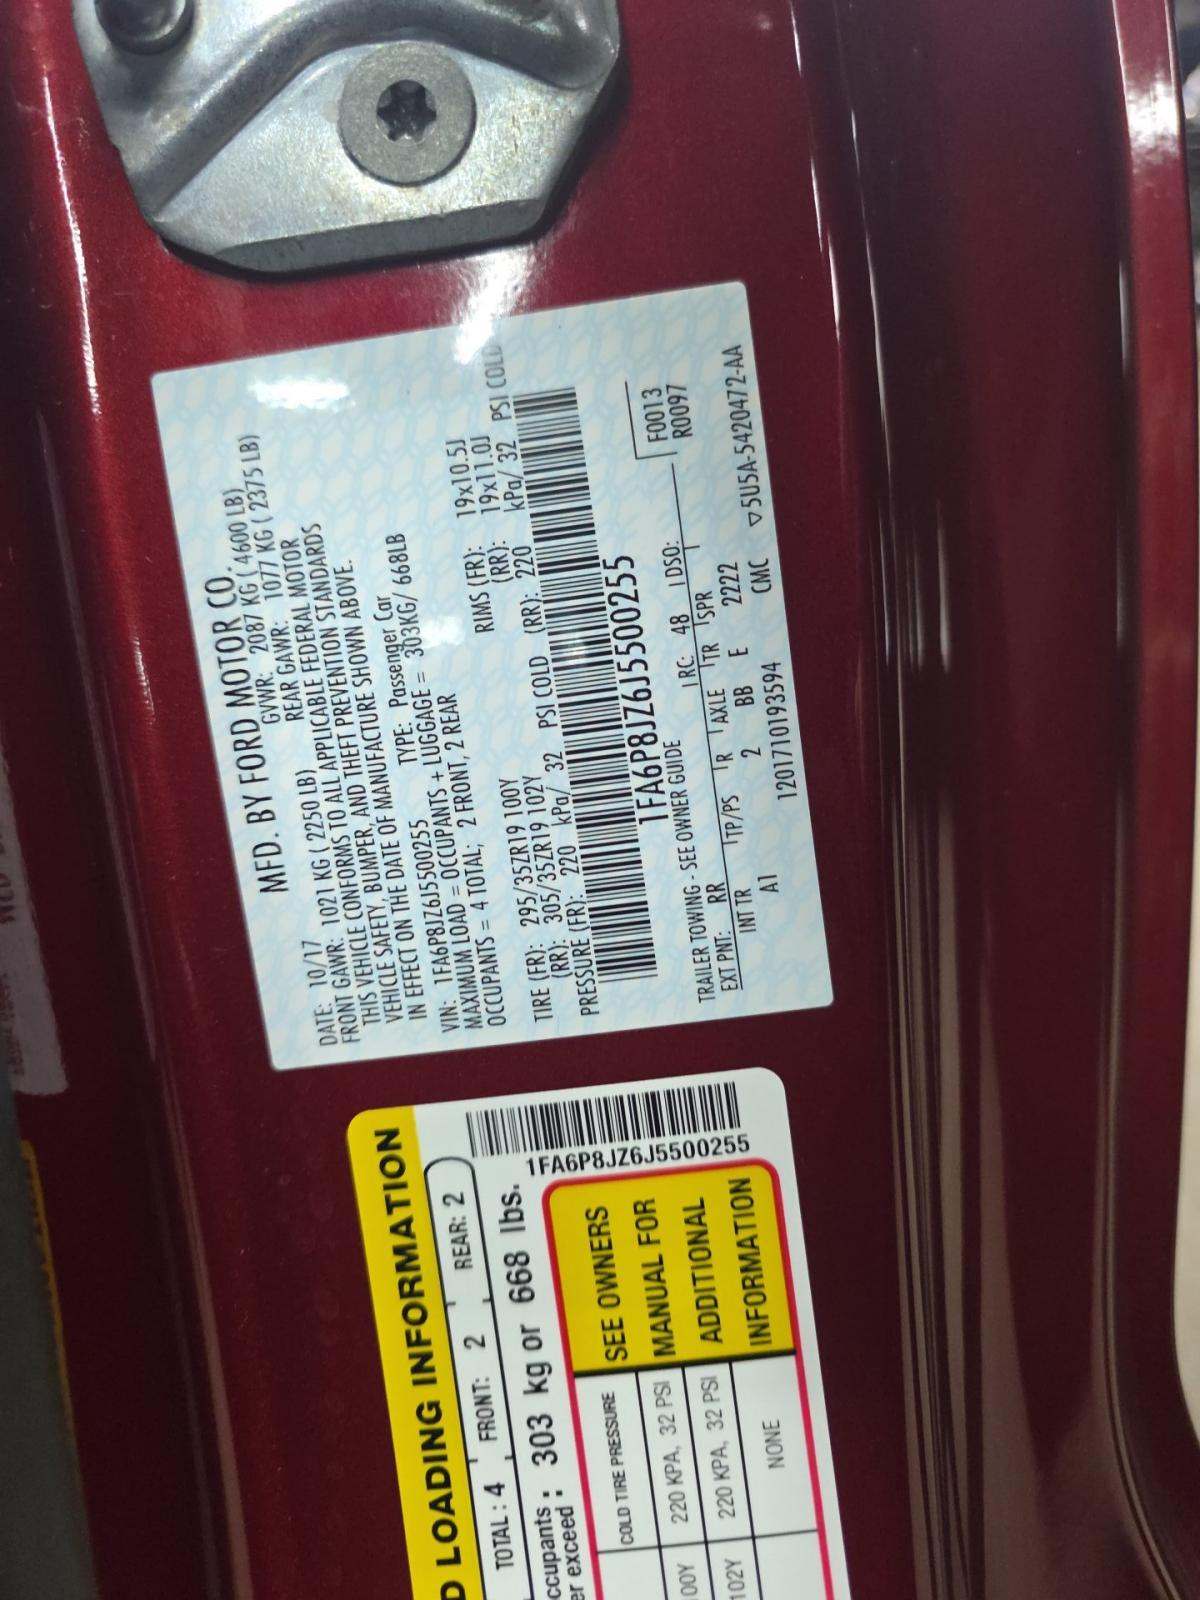 MFD. BY FORD MOTOR CO.
DATE: 10/17 GVWR: 2087 KG ( 4600 LB)
FRONT GAWR: 1021 KG ( 2250 LB) REAR GAWR: 1077 KG ( 2375 LB)
THIS VEHICLE CONFORMS TO ALL APPLICABLE FEDERAL MOTOR
VEHICLE SAFETY, BUMPER, AND THEFT PREVENTION STANDARDS
IN EFFECT ON THE DATE OF MANUFACTURE SHOWN ABOVE.
VIN: 1FA6P8JZ6J5500255 TYPE: Passenger Car
MAXIMUM LOAD = OCCUPANTS + LUGGAGE = 303KG/ 668LB
OCCUPANTS = 4 TOTAL; 2 FRONT, 2 REAR
TIRE (FR): 295/35ZR19 100Y RIMS (FR): 19x10.5J
(RR): 305/35ZR19 102Y (RR): 19x11.0J
PRESSURE (FR): 220 kPa/ 32 PSI COLD (RR): 220 kPa/ 32 PSI COLD
1FA6P8JZ6J5500255
TRAILER TOWING - SEE OWNER GUIDE
F0013
R0097
EXT PNT: RR RC: 48 DSO:
INT TR TP/PS R AXLE TR SPR
A1 2 BB E 2222
1201710193594 CMC ▽5U5A-5420472-AA
D LOADING INFORMATION
TOTAL : 4 FRONT: 2 REAR: 2
ccupants : 303 kg or 668 lbs.
er exceed :
1FA6P8JZ6J5500255
COLD TIRE PRESSURE
00Y 220 KPA, 32 PSI
102Y 220 KPA, 32 PSI
NONE
SEE OWNERS
MANUAL FOR
ADDITIONAL
INFORMATION